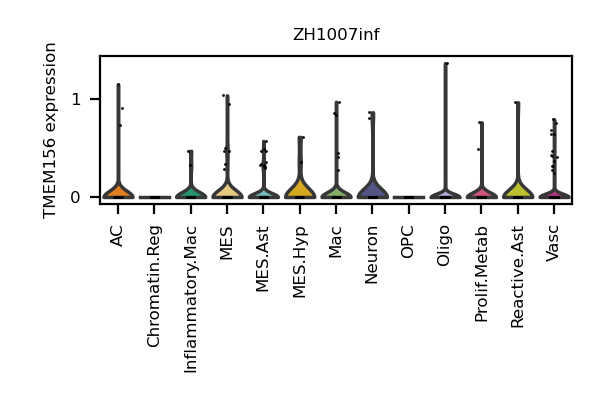 ZH1007inf
TMEM156 expression
1
0
AC
Chromatin.Reg
Inflammatory.Mac
MES
MES.Ast
MES.Hyp
Mac
Neuron
OPC
Oligo
Prolif.Metab
Reactive.Ast
Vasc